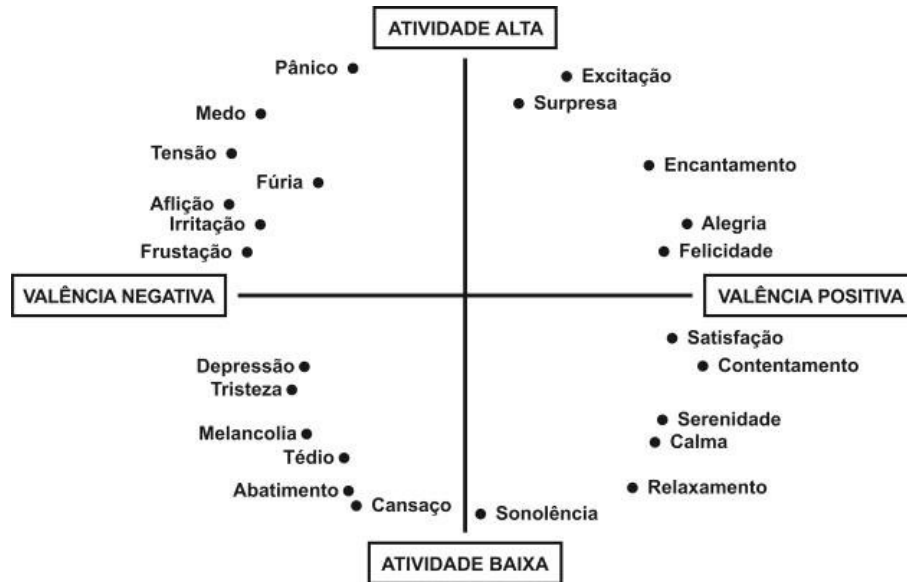 ATIVIDADE ALTA
Pânico
Excitação
Surpresa
Medo
Tensão
Encantamento
Fúria
Aflição
Irritação
Alegria
Frustação
Felicidade
VALÊNCIA NEGATIVA
VALÊNCIA POSITIVA
Satisfação
Depressão
Contentamento
Tristeza
Serenidade
Melancolia
Calma
Tédio
Abatimento
Relaxamento
Cansaço
Sonolência
ATIVIDADE BAIXA